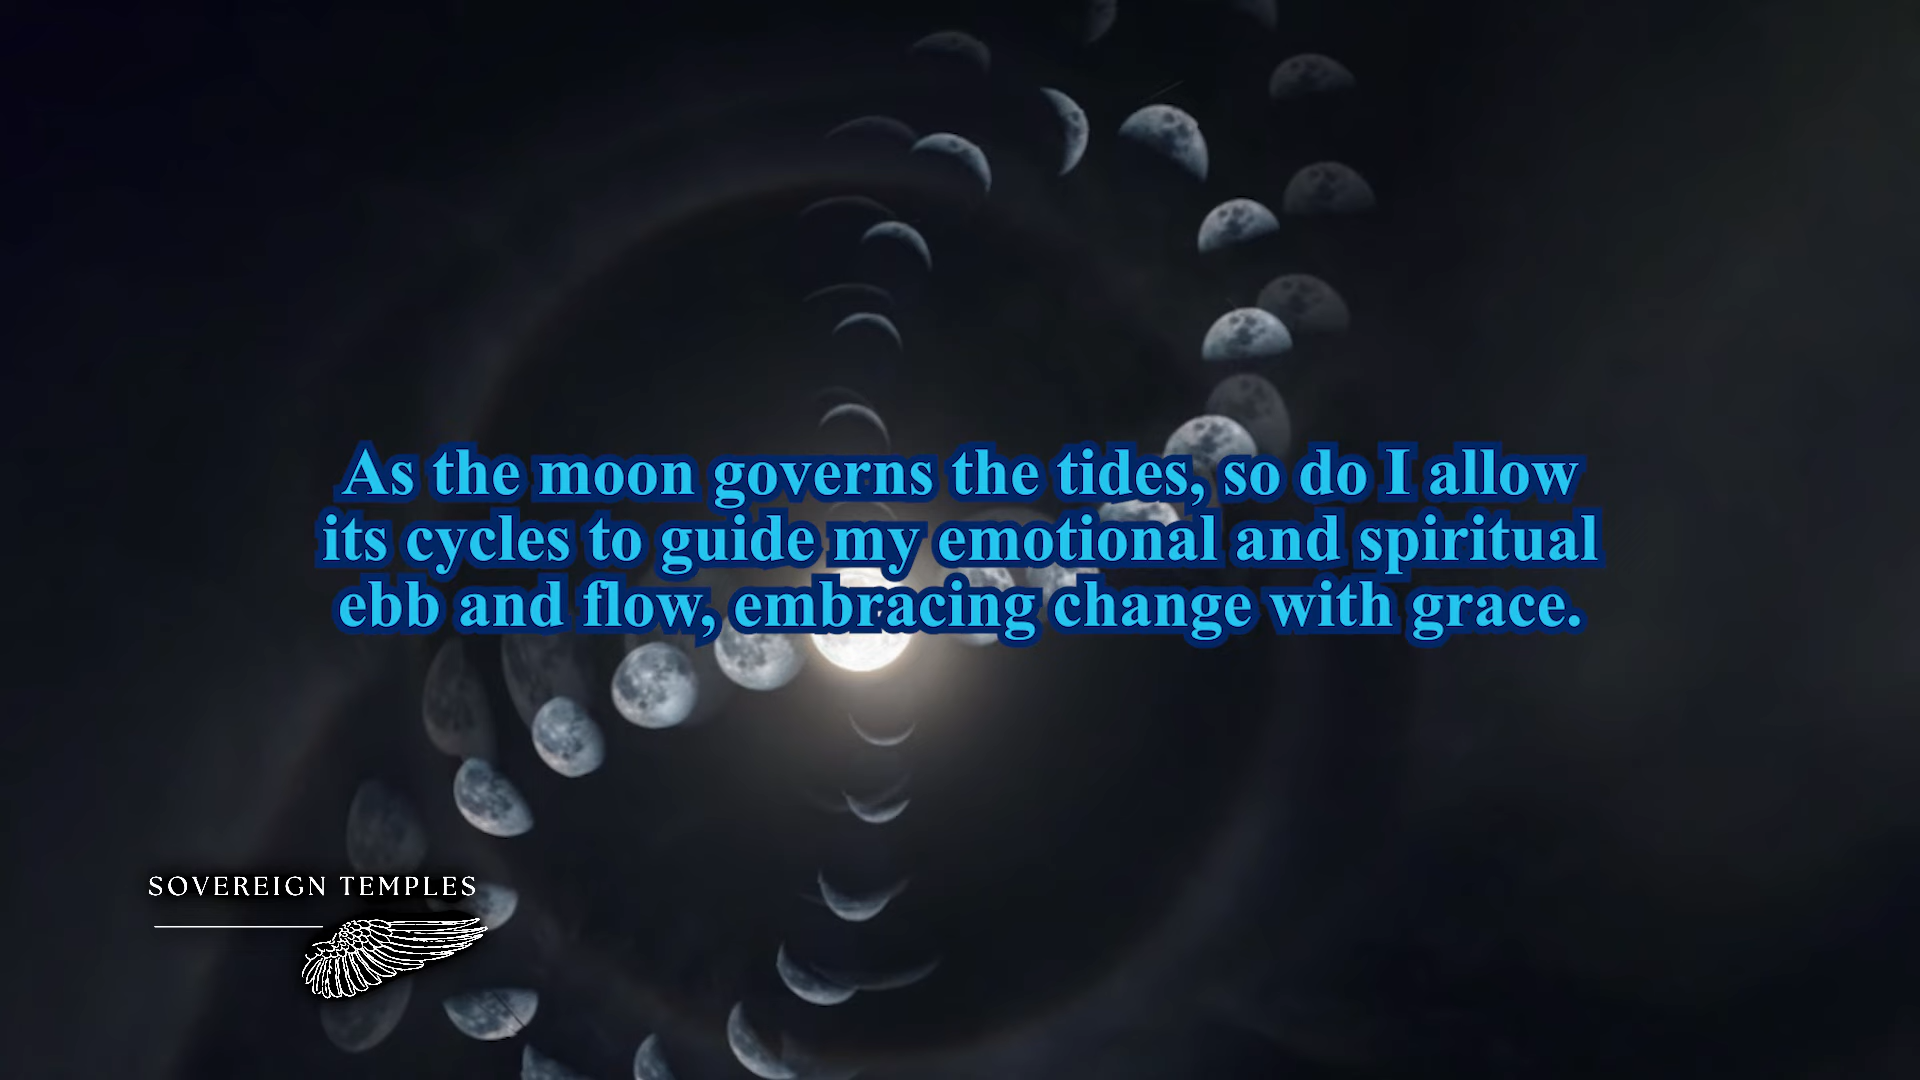 As the moon governs the tides, so do I allow
its cycles to guide my emotional and spiritual
ebb and flow, embracing change with grace.
SOVEREIGN TEMPLES